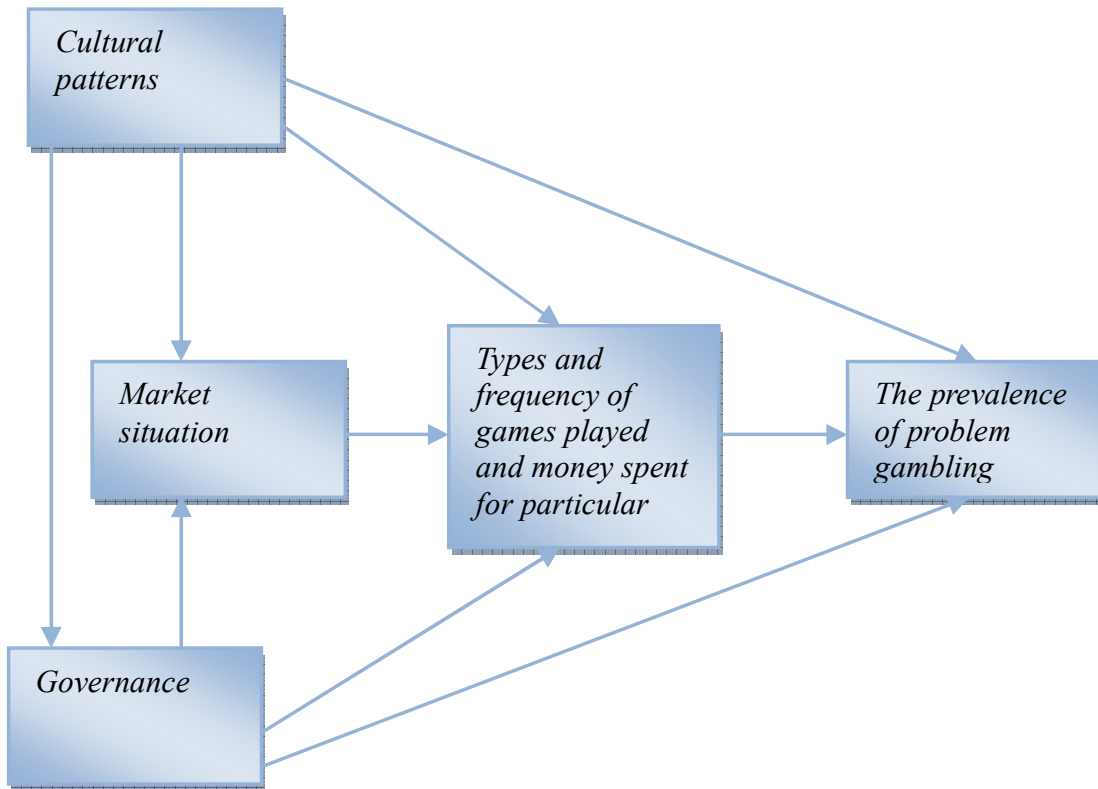 Cultural
patterns
Market
situation
Types and
frequency of
games played
and money spent
for particular
The prevalence
of problem
gambling
Governance